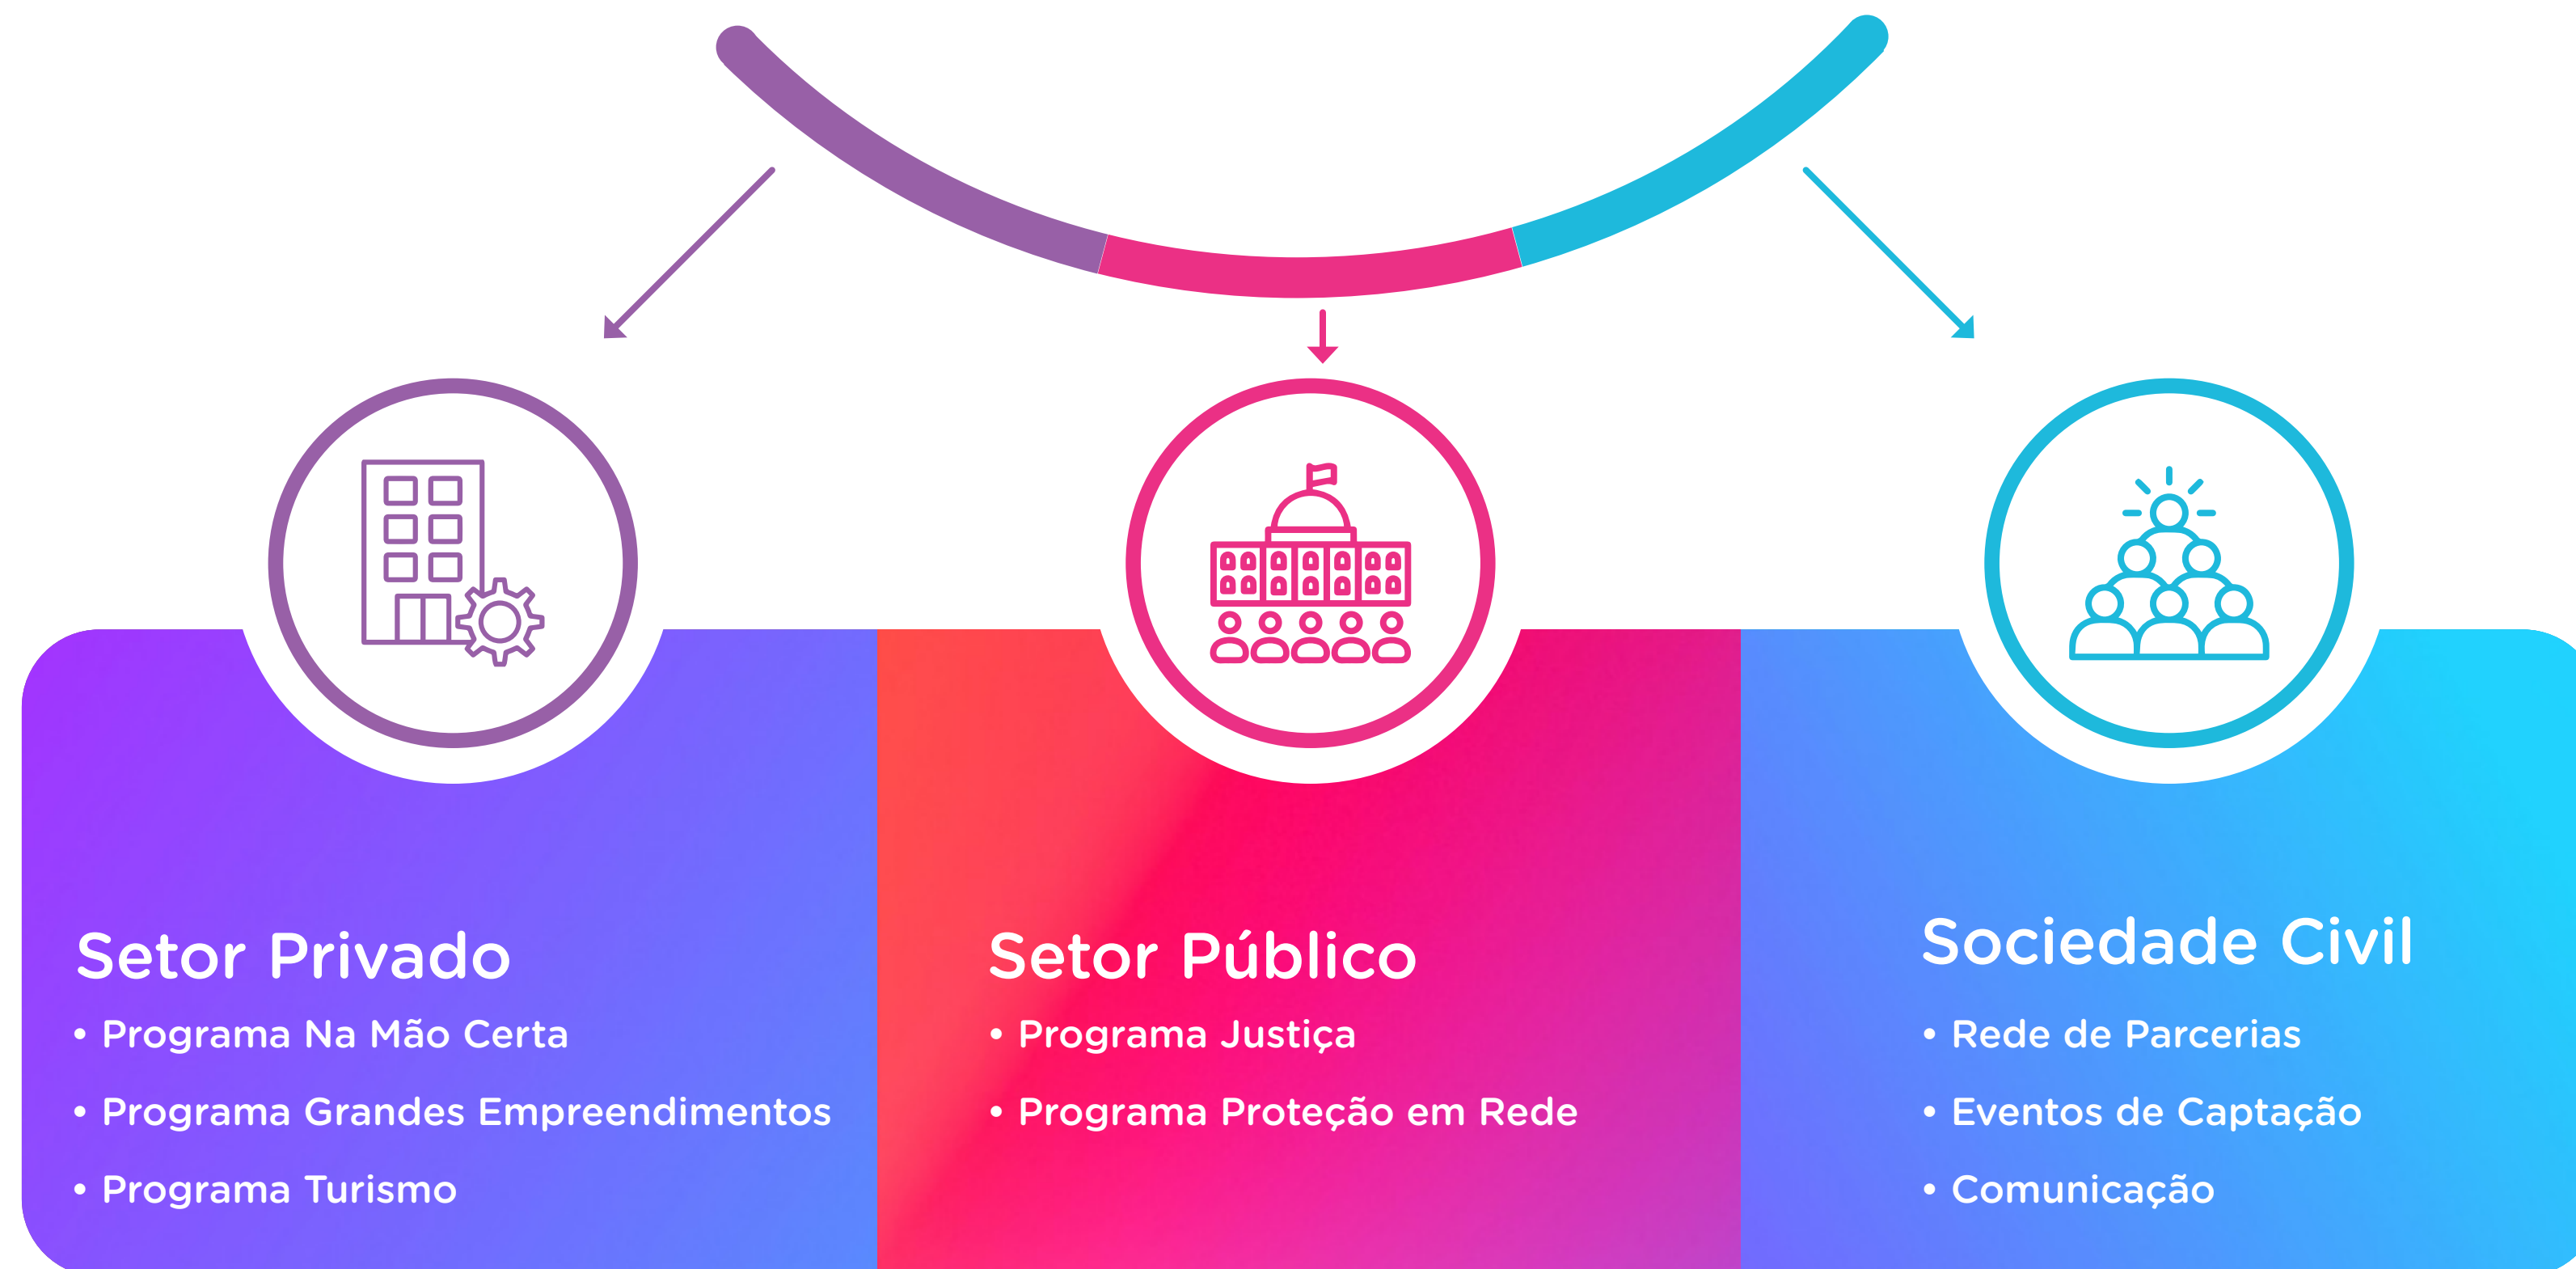 Setor Privado
• Programa Na Mão Certa
• Programa Grandes Empreendimentos
• Programa Turismo
Setor Público
• Programa Justiça
• Programa Proteção em Rede
Sociedade Civil
• Rede de Parcerias
• Eventos de Captação
• Comunicação